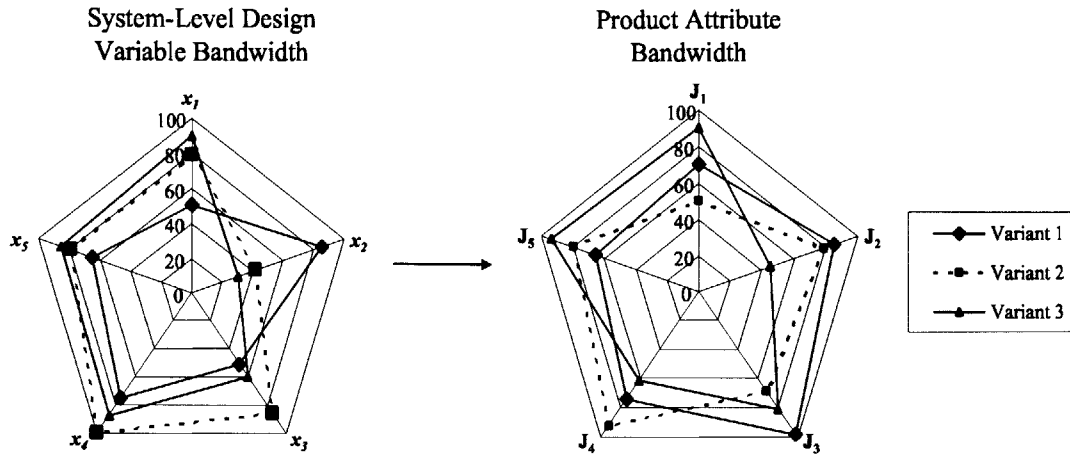 System-Level Design
Variable Bandwidth
x1
100
80
60
40
20
0
x2
x3
x4
x5
Product Attribute
Bandwidth
J1
100
80
60
40
20
0
J2
J3
J4
J5
Variant 1
Variant 2
Variant 3